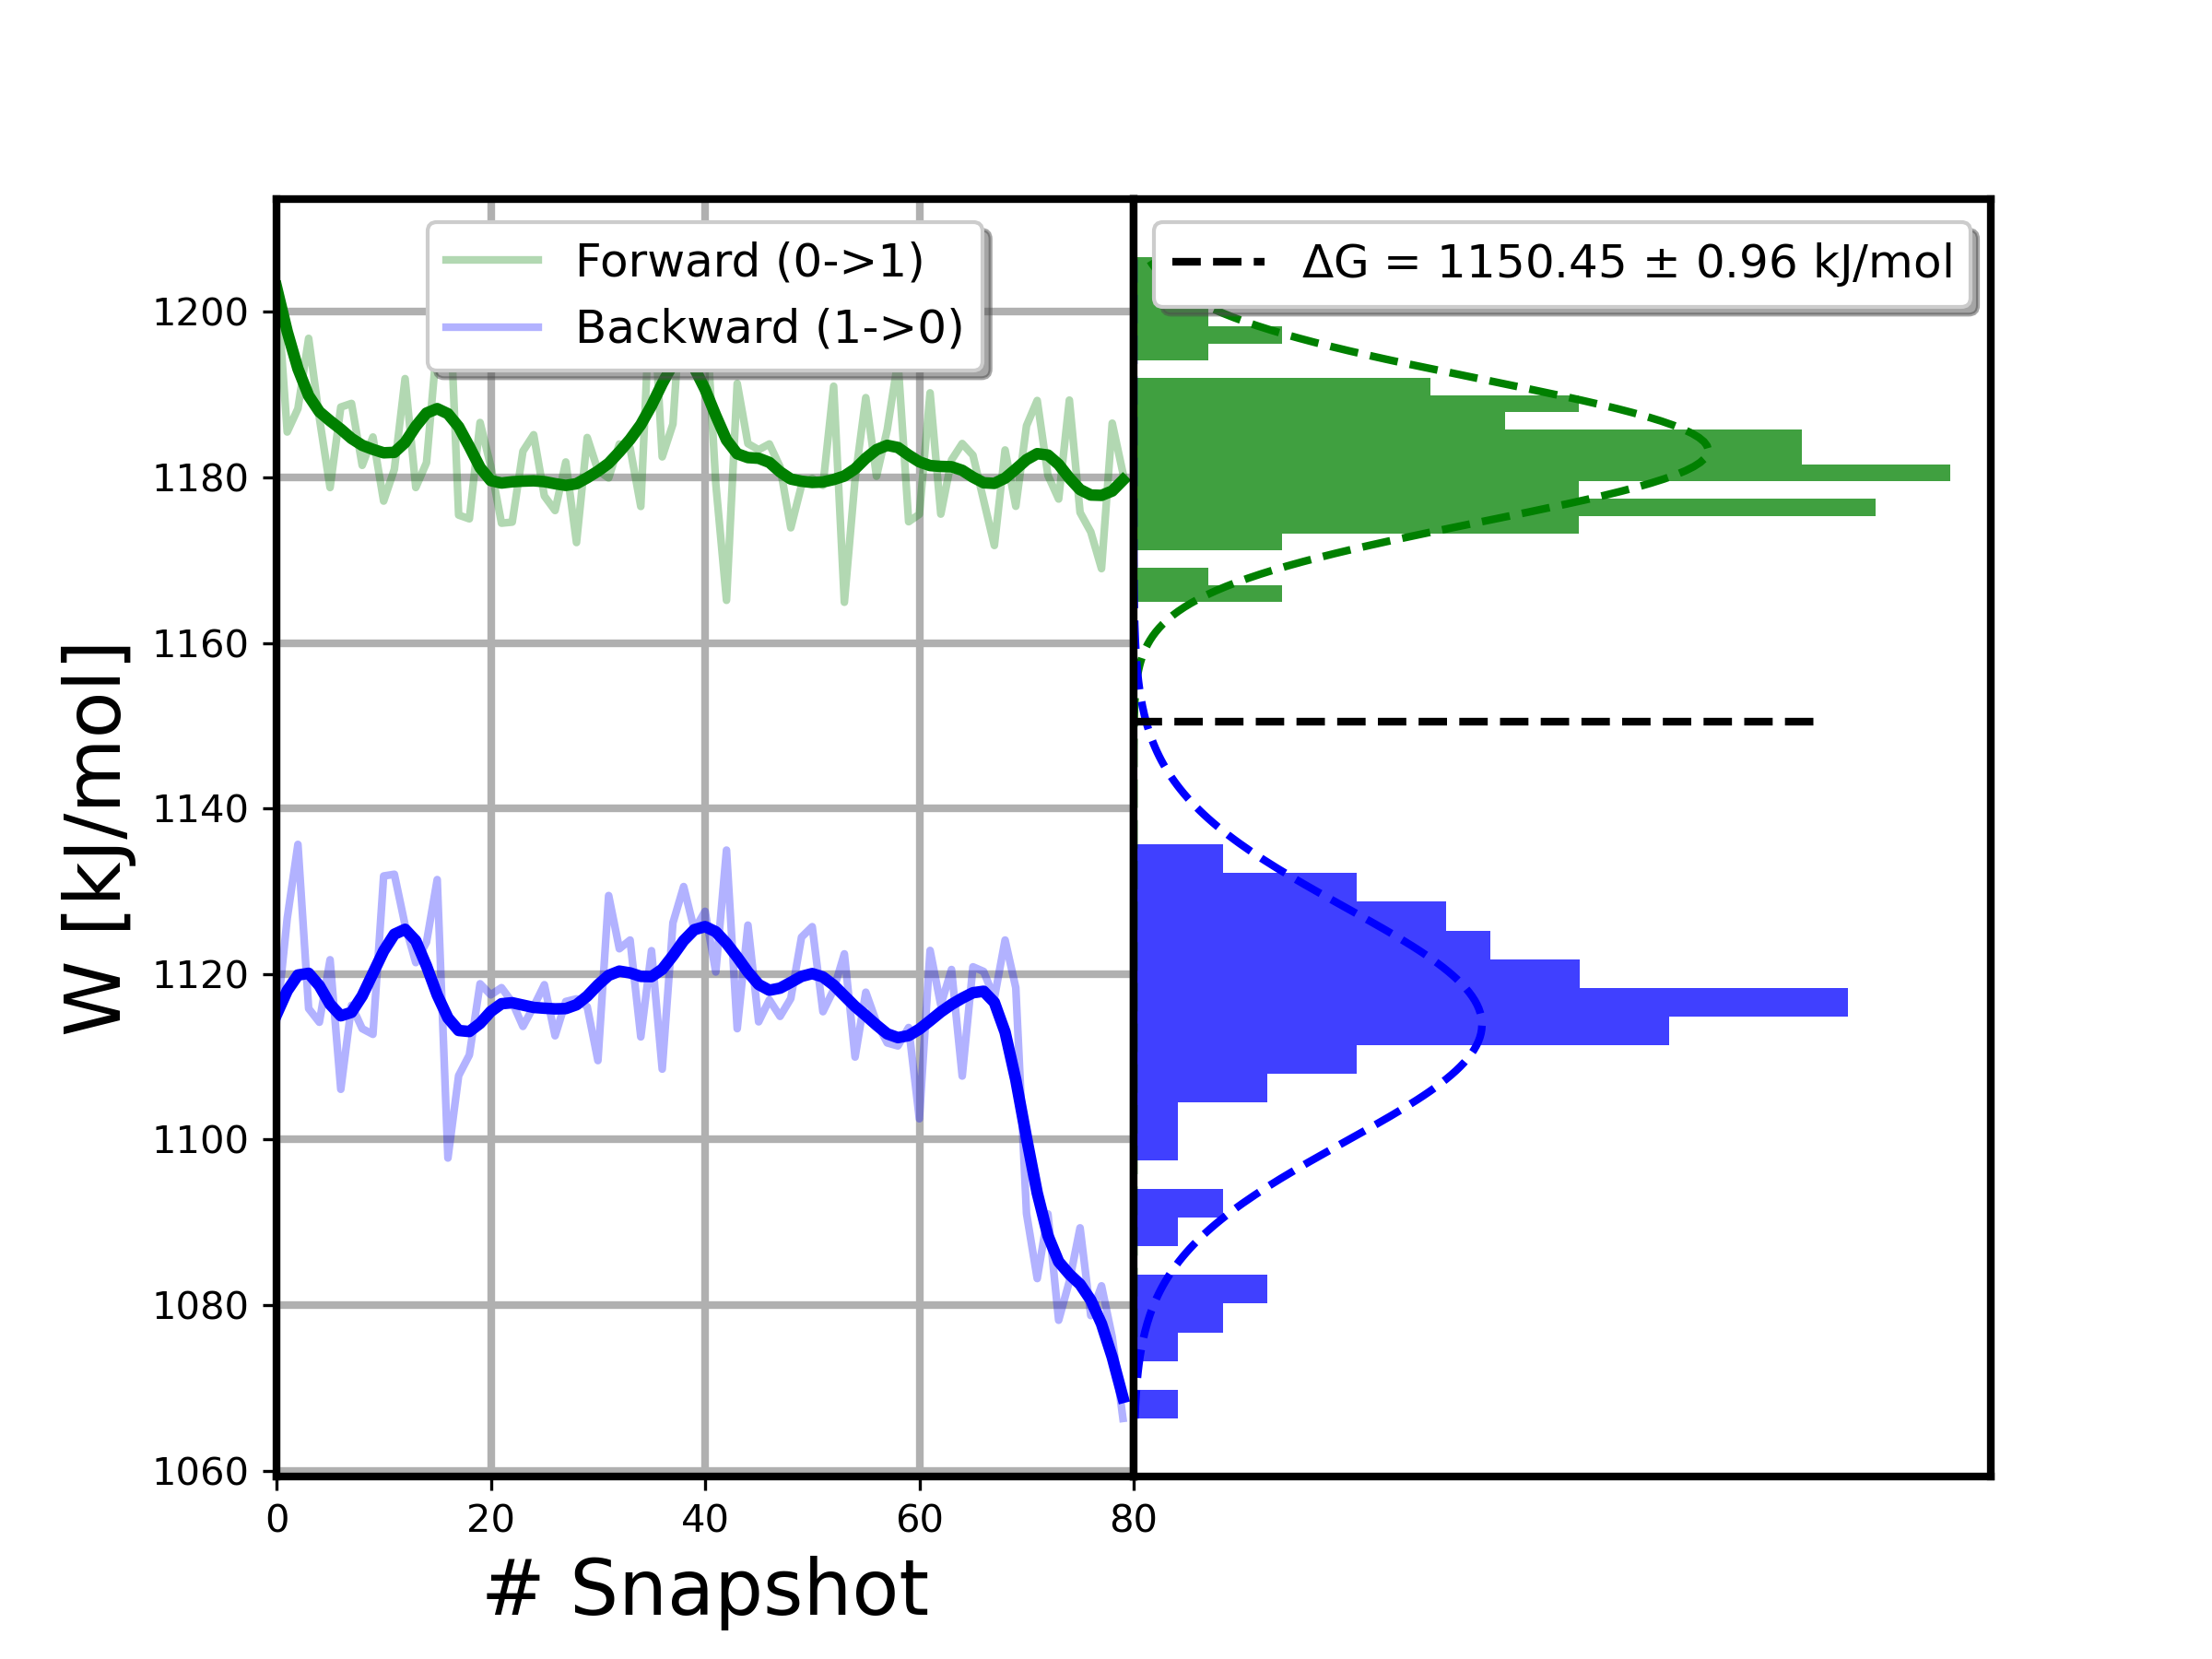 Forward (0->1)
Backward (1->0)
ΔG = 1150.45 ± 0.96 kJ/mol
W [kJ/mol]
1200
1180
1160
1140
1120
1100
1080
1060
0 20 40 60 80
# Snapshot